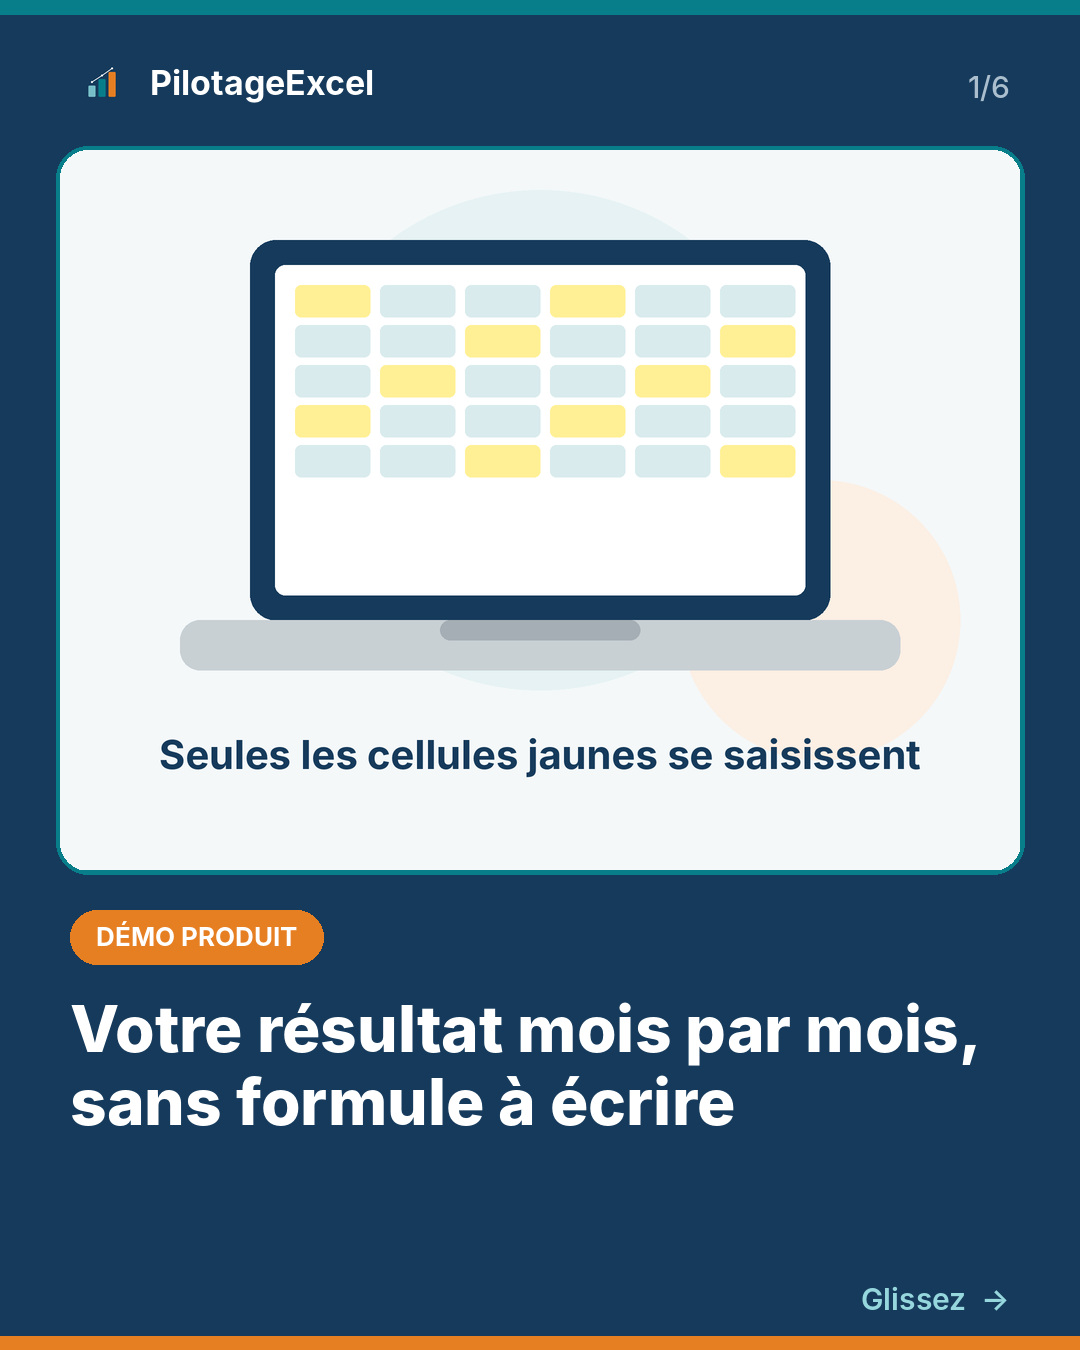 PilotageExcel
1/6
Seules les cellules jaunes se saisissent
DÉMO PRODUIT
Votre résultat mois par mois,
sans formule à écrire
Glissez →